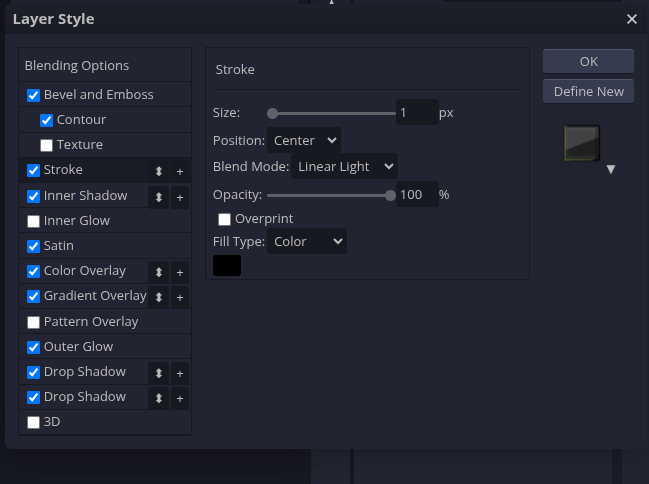 Layer Style
Blending Options
Bevel and Emboss
Contour
Texture
Stroke
Inner Shadow
Inner Glow
Satin
Color Overlay
Gradient Overlay
Pattern Overlay
Outer Glow
Drop Shadow
Drop Shadow
3D
Stroke
Size: 1 px
Position: Center
Blend Mode: Linear Light
Opacity: 100 %
Overprint
Fill Type: Color
OK
Define New